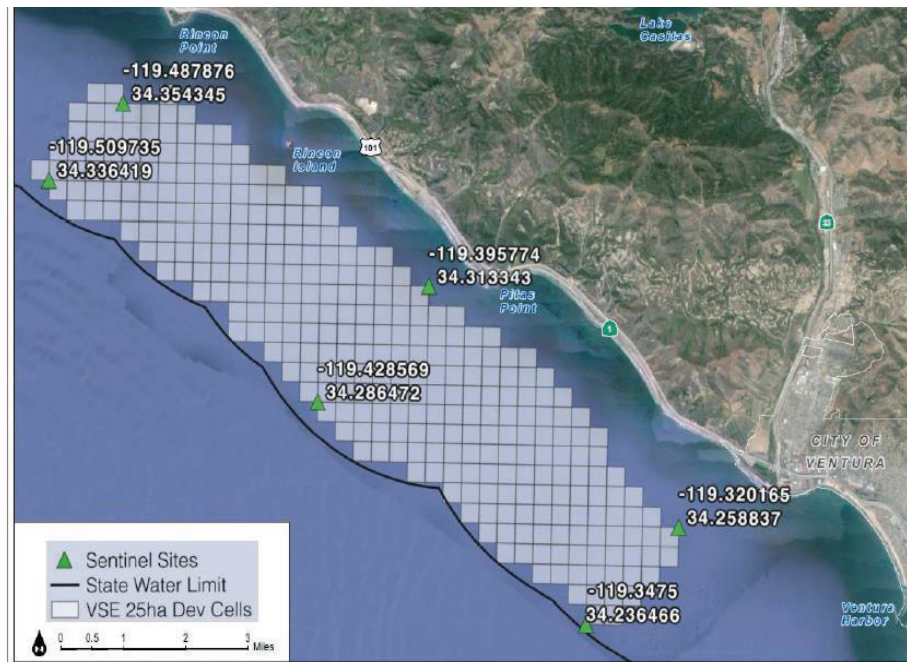 Lake
Casitas
Rincon
Point
-119.487876
34.354345
-119.509735
34.336419
Rincon
Island
101
33
-119.395774
34.313343
Pitas
Point
1
-119.428569
34.286472
CITY OF
VENTURA
-119.320165
34.258837
-119.3475
34.236466
Ventura
Harbor
Sentinel Sites
State Water Limit
VSE 25ha Dev Cells
0 0.5 1 2 3
Miles